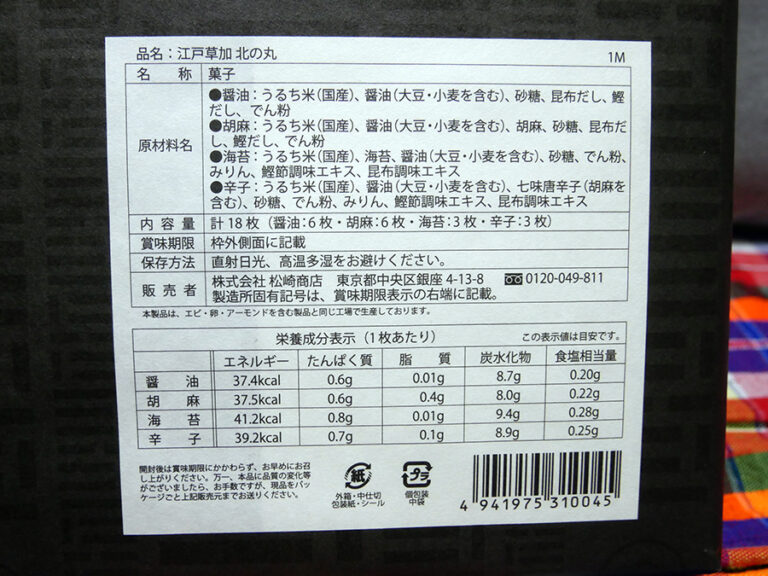 品名：江戸草加 北の丸 1M
名称 菓子
原材料名
●醤油：うるち米（国産）、醤油（大豆・小麦を含む）、砂糖、昆布だし、鰹
だし、でん粉
●胡麻：うるち米（国産）、醤油（大豆・小麦を含む）、胡麻、砂糖、昆布だ
し、鰹だし、でん粉
●海苔：うるち米（国産）、海苔、醤油（大豆・小麦を含む）、砂糖、でん粉、
みりん、鰹節調味エキス、昆布調味エキス
●辛子：うるち米（国産）、醤油（大豆・小麦を含む）、七味唐辛子（胡麻を
含む）、砂糖、でん粉、みりん、鰹節調味エキス、昆布調味エキス
内容量 計18枚（醤油：6枚・胡麻：6枚・海苔：3枚・辛子：3枚）
賞味期限 枠外側面に記載
保存方法 直射日光、高温多湿をお避けください。
販売者 株式会社 松崎商店 東京都中央区銀座 4-13-8 0120-049-811
製造所固有記号は、賞味期限表示の右端に記載。
本製品は、エビ・卵・アーモンドを含む製品と同じ工場で生産しております。
栄養成分表示（1枚あたり） この表示値は目安です。
エネルギー たんぱく質 脂質 炭水化物 食塩相当量
醤油 37.4kcal 0.6g 0.01g 8.7g 0.20g
胡麻 37.5kcal 0.6g 0.4g 8.0g 0.22g
海苔 41.2kcal 0.8g 0.01g 9.4g 0.28g
辛子 39.2kcal 0.7g 0.1g 8.9g 0.25g
開封後は賞味期限にかかわらず、お早めにお召
し上がりください。万一、本品に品質の変化等
がございましたら、お手数ですが、現品をパッ
ケージごと上記販売元までお送りください。
紙
外箱・中仕切
包装紙・シール
プラ
個包装
中袋
4 941975 310045